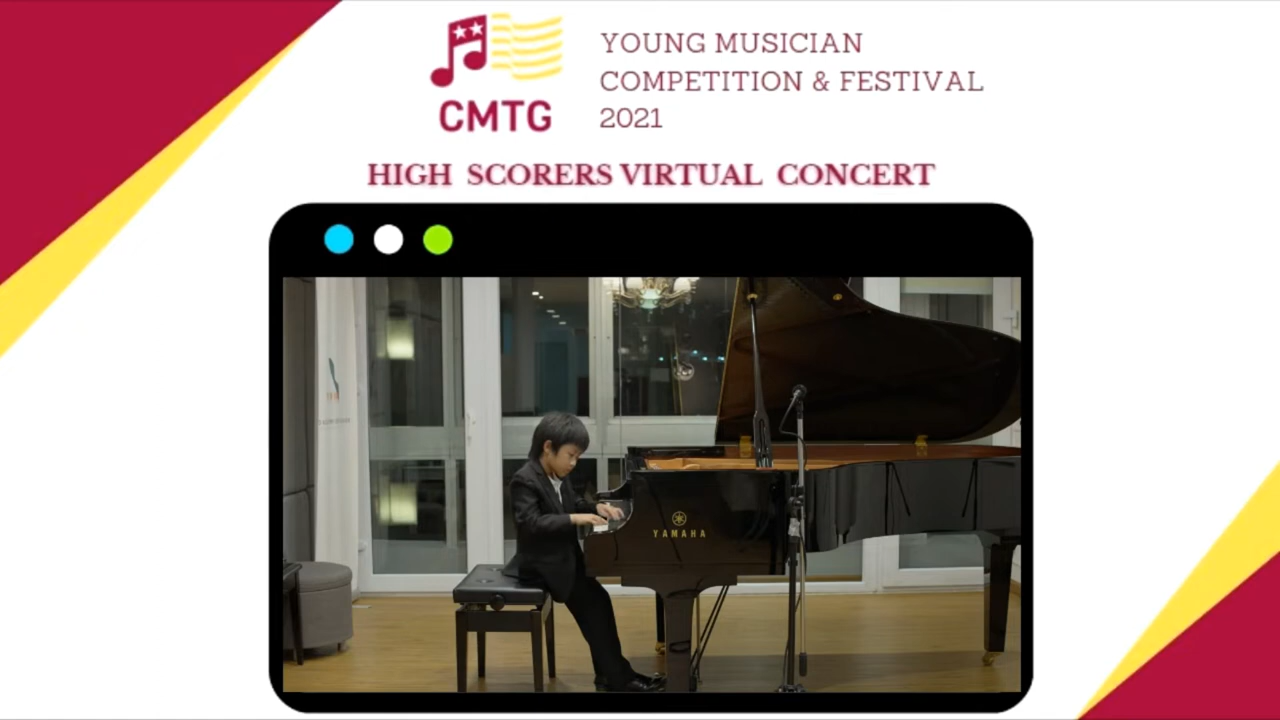 CMTG
YOUNG MUSICIAN
COMPETITION & FESTIVAL
2021
HIGH SCORERS VIRTUAL CONCERT
YAMAHA